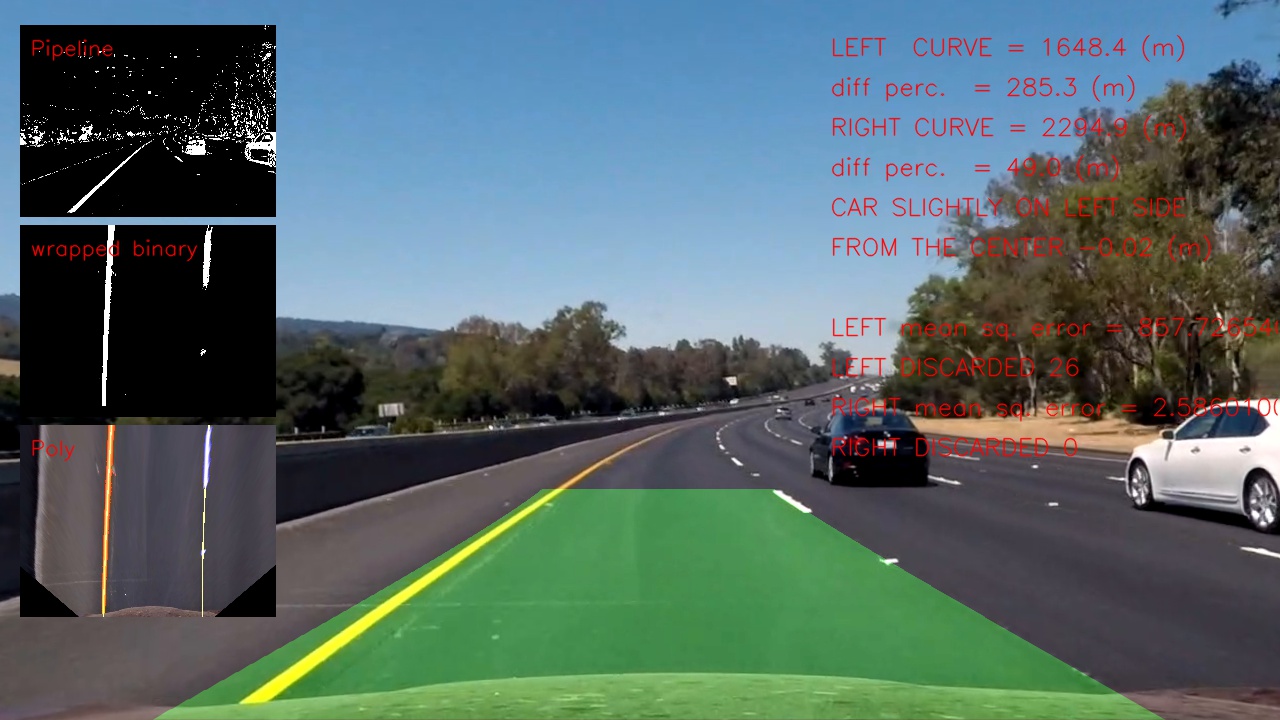 Pipeline
wrapped binary
Poly
LEFT CURVE = 1648.4 (m)
diff perc. = 285.3 (m)
RIGHT CURVE = 2294.9 (m)
diff perc. = 49.0 (m)
CAR SLIGHTLY ON LEFT SIDE
FROM THE CENTER -0.02 (m)
LEFT mean sq. error = 857.726540
LEFT DISCARDED 26
RIGHT mean sq. error = 2.5860100
RIGHT DISCARDED 0